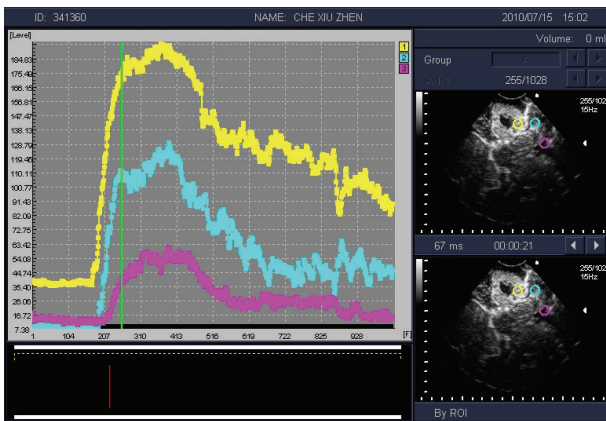 ID: 341360 NAME: CHE XIU ZHEN 2010/07/15 15:02
[Level]
1
2
3
184.83
175.49
166.15
156.81
147.47
138.13
128.79
119.45
110.11
100.77
91.43
82.09
72.75
63.42
54.08
44.74
35.40
26.06
16.72
7.38
1 104 207 310 413 516 619 722 825 928 [F]
Volume: 0 ml
Group
255/1028
255/102
15Hz
67 ms 00:00:21
255/102
15Hz
By ROI